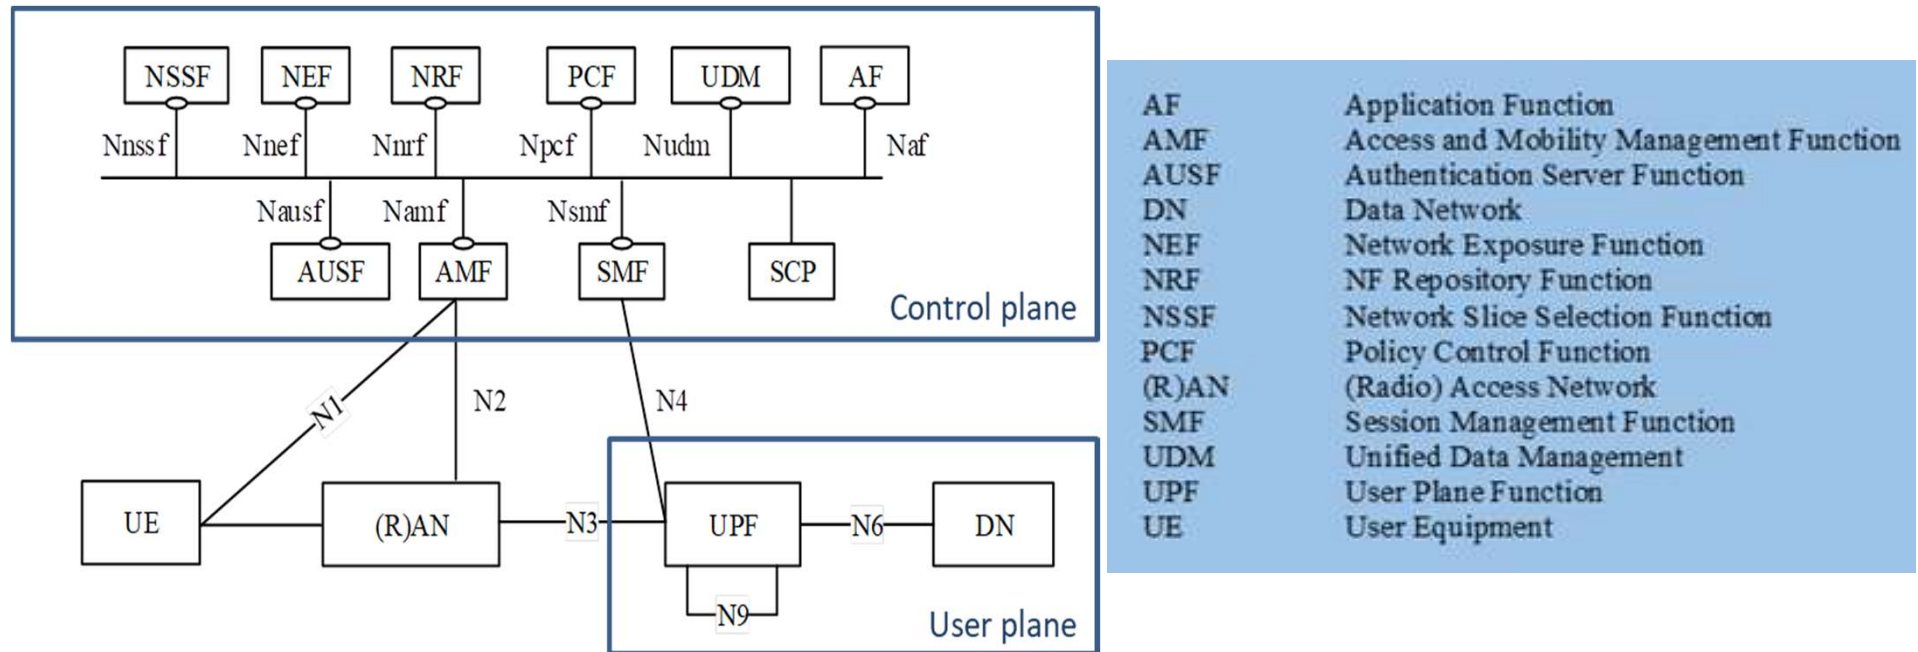 NSSF NEF NRF PCF UDM AF
Nnssf Nnef Nnrf Npcf Nudm Naf
Nausf Namf Nsmf
AUSF AMF SMF SCP
Control plane
N1 N2 N4
UE (R)AN N3 UPF N6 DN
N9
User plane
AF Application Function
AMF Access and Mobility Management Function
AUSF Authentication Server Function
DN Data Network
NEF Network Exposure Function
NRF NF Repository Function
NSSF Network Slice Selection Function
PCF Policy Control Function
(R)AN (Radio) Access Network
SMF Session Management Function
UDM Unified Data Management
UPF User Plane Function
UE User Equipment